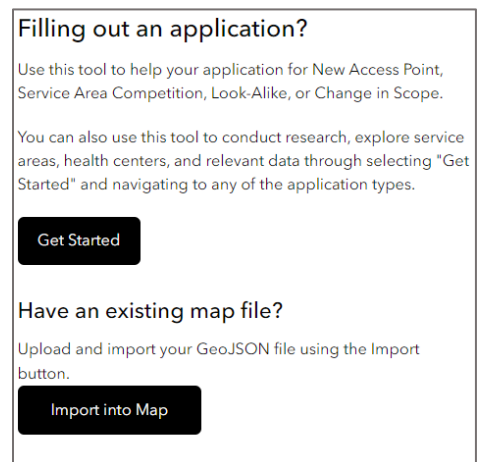 Filling out an application?
Use this tool to help your application for New Access Point,
Service Area Competition, Look-Alike, or Change in Scope.
You can also use this tool to conduct research, explore service
areas, health centers, and relevant data through selecting "Get
Started" and navigating to any of the application types.
Get Started
Have an existing map file?
Upload and import your GeoJSON file using the Import
button.
Import into Map